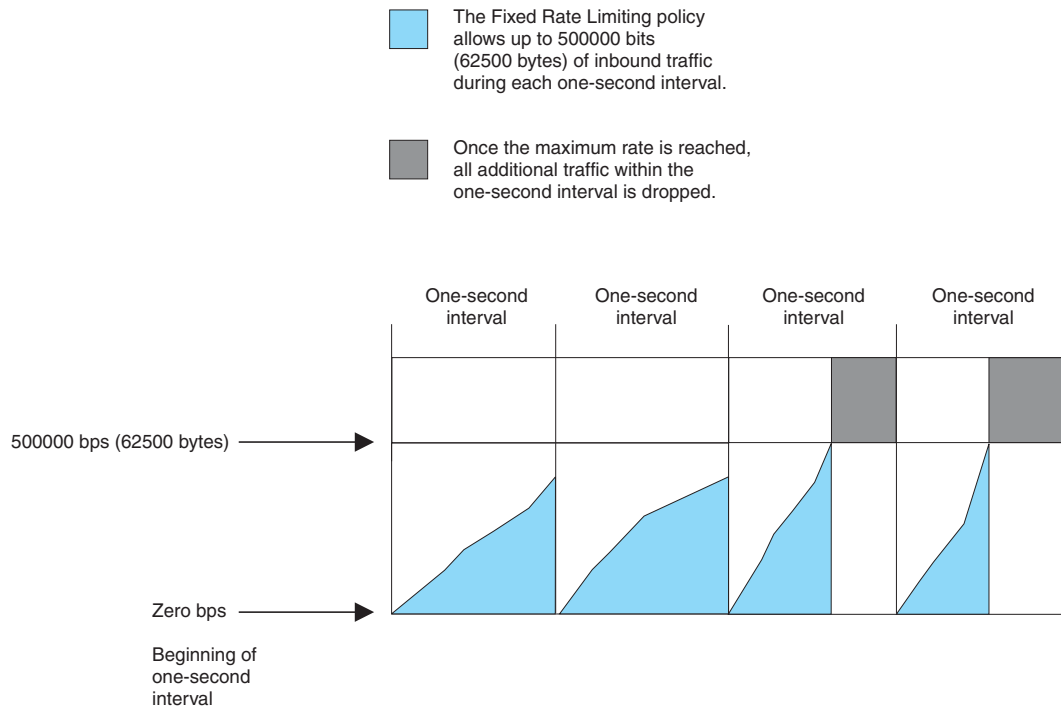 The Fixed Rate Limiting policy
allows up to 500000 bits
(62500 bytes) of inbound traffic
during each one-second interval.
Once the maximum rate is reached,
all additional traffic within the
one-second interval is dropped.
One-second
interval
One-second
interval
One-second
interval
One-second
interval
500000 bps (62500 bytes)
Zero bps
Beginning of
one-second
interval